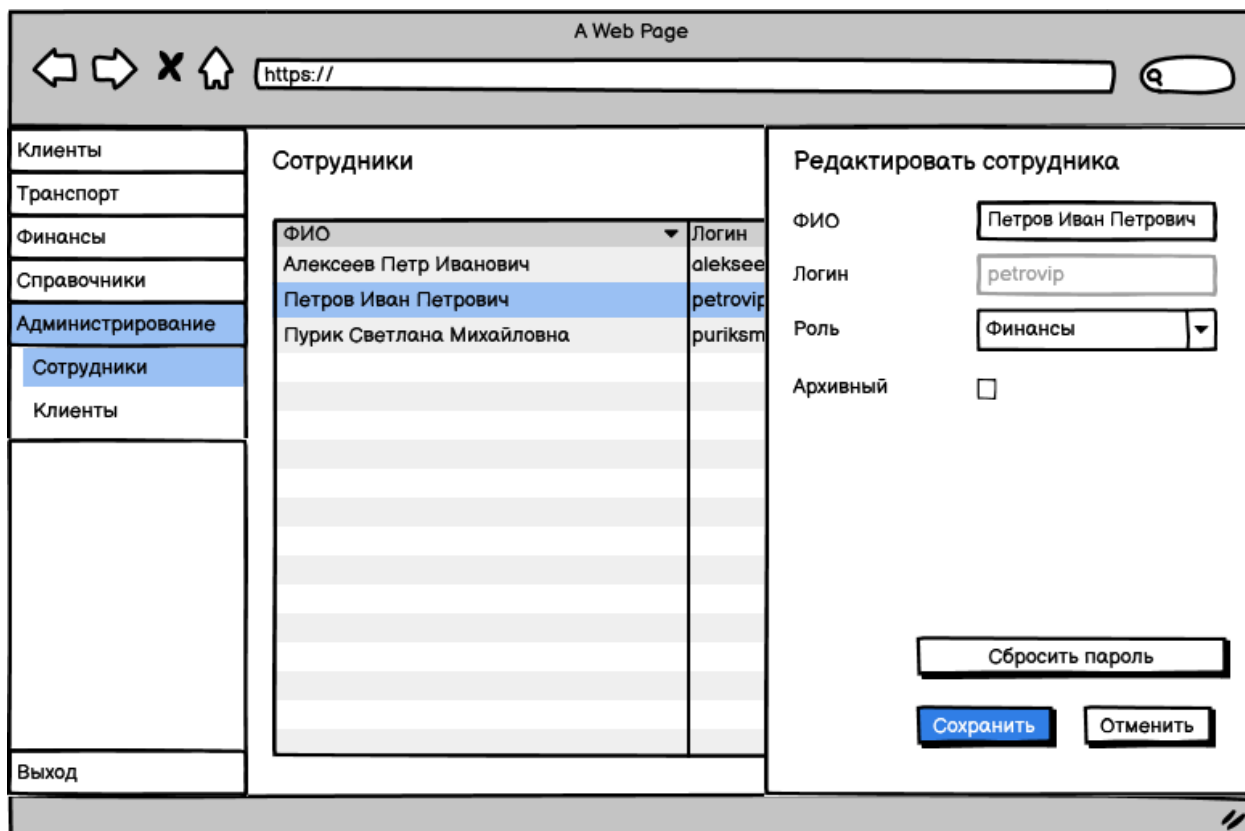 A Web Page
https://
Клиенты
Транспорт
Финансы
Справочники
Администрирование
Сотрудники
Клиенты
Выход
Сотрудники
ФИО Логин
Алексеев Петр Иванович aleksee
Петров Иван Петрович petrovip
Пурик Светлана Михайловна puriksm
Редактировать сотрудника
ФИО Петров Иван Петрович
Логин petrovip
Роль Финансы
Архивный
Сбросить пароль
Сохранить Отменить